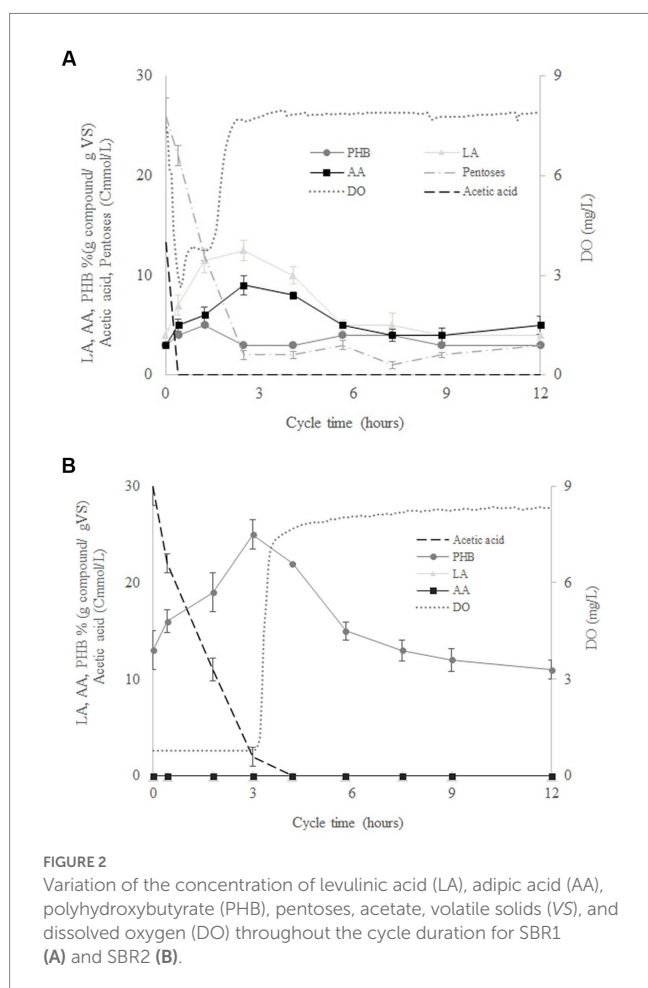 A
30
20
10
0
0
3
6
9
12
9
6
3
0
PHB
LA
AA
Pentoses
DO
Acetic acid
LA, AA, PHB %(g compound/ g VS)
Acetic acid, Pentoses (Cmmol/L)
DO (mg/L)
Cycle time (hours)
B
30
20
10
0
0
3
6
9
12
9
6
3
0
Acetic acid
PHB
LA
AA
DO
LA, AA, PHB % (g compound/ gVS)
Acetic acid (Cmmol/L)
DO (mg/L)
Cycle time (hours)
FIGURE 2
Variation of the concentration of levulinic acid (LA), adipic acid (AA),
polyhydroxybutyrate (PHB), pentoses, acetate, volatile solids (VS), and
dissolved oxygen (DO) throughout the cycle duration for SBR1
(A) and SBR2 (B).